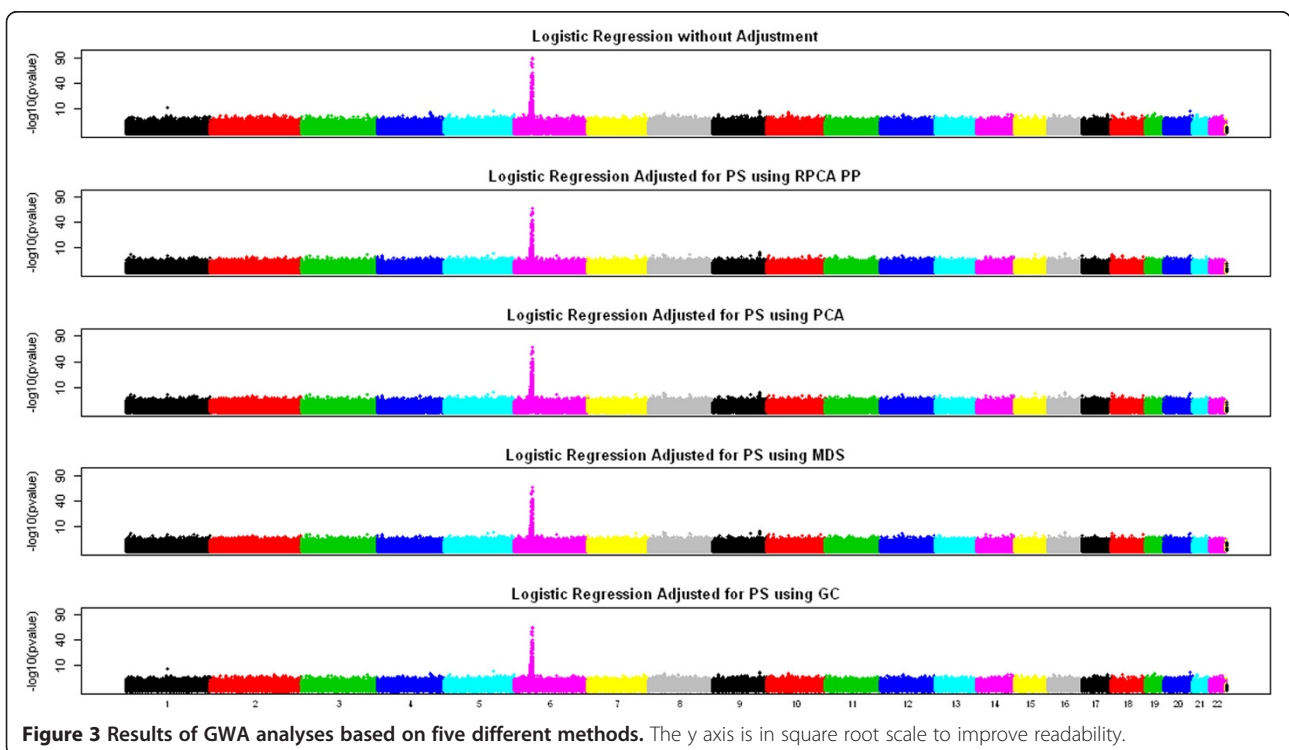 Logistic Regression without Adjustment
-log10(pvalue)
90
40
10
Logistic Regression Adjusted for PS using RPCA PP
-log10(pvalue)
90
40
10
Logistic Regression Adjusted for PS using PCA
-log10(pvalue)
90
40
10
Logistic Regression Adjusted for PS using MDS
-log10(pvalue)
90
40
10
Logistic Regression Adjusted for PS using GC
-log10(pvalue)
90
40
10
1 2 3 4 5 6 7 8 9 10 11 12 13 14 15 16 17 18 19 20 21 22
Figure 3 Results of GWA analyses based on five different methods. The y axis is in square root scale to improve readability.